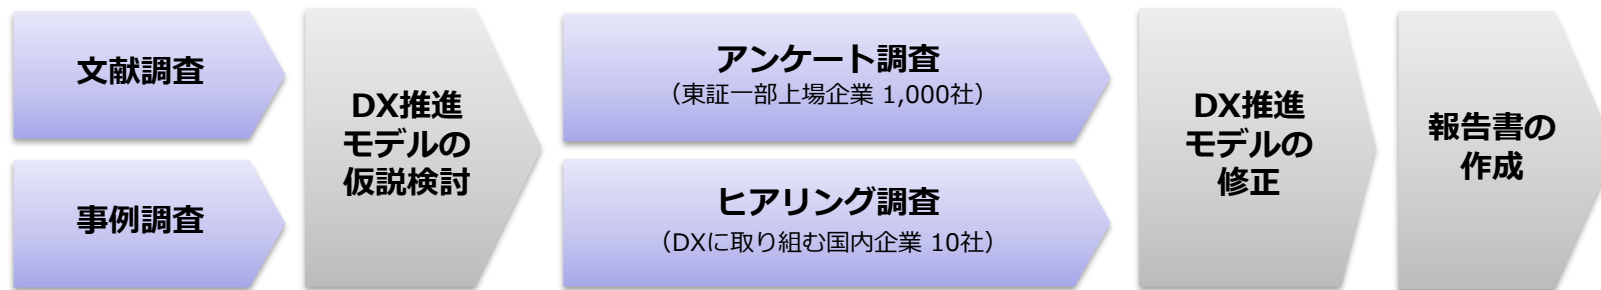 文献調査
事例調査
DX推進
モデルの
仮説検討
アンケート調査
（東証一部上場企業 1,000社）
ヒアリング調査
（DXに取り組む国内企業 10社）
DX推進
モデルの
修正
報告書の
作成